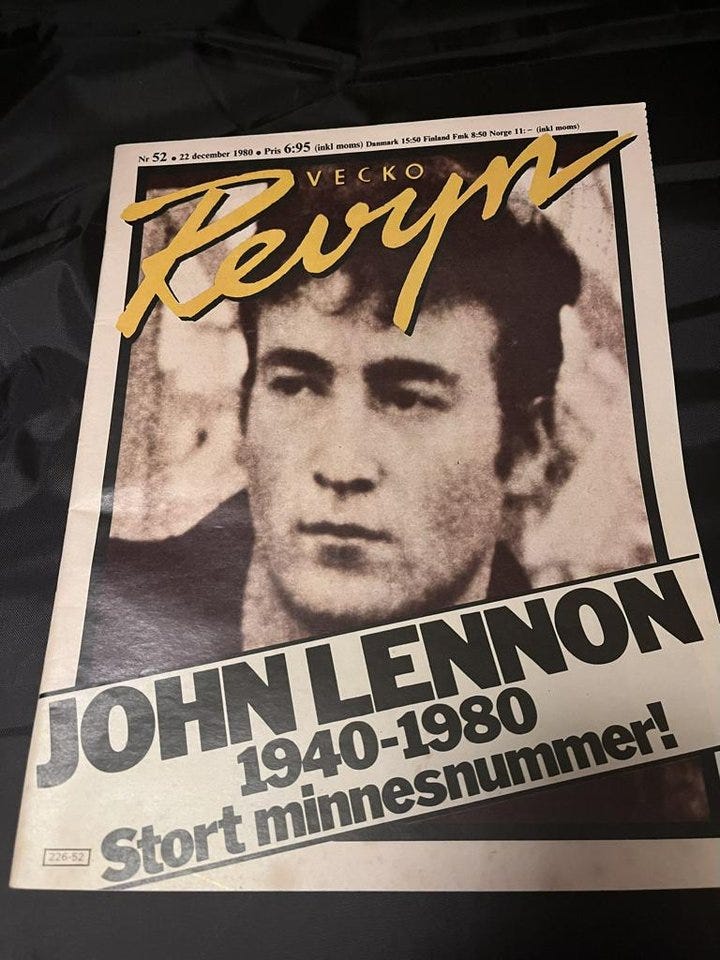 Nr 52 • 22 december 1980 • Pris 6:95 (inkl moms) Danmark 15:50 Finland Fmk 8:50 Norge 11:– (inkl moms)
VECKO
Revyn
JOHN LENNON
1940-1980
Stort minnesnummer!
226-52